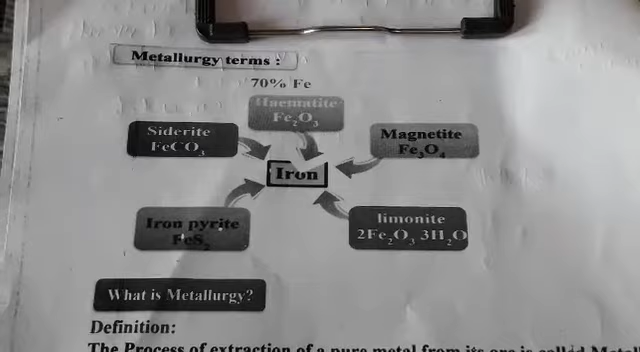 Metallurgy terms :
70% Fe
Haematite
Fe₂O₃
Siderite
FeCO₃
Magnetite
Fe₃O₄
Iron
Iron pyrite
FeS₂
limonite
2Fe₂O₃ 3H₂O
What is Metallurgy?
Definition:
The Process of extraction of a pure metal from its ore is called Metall